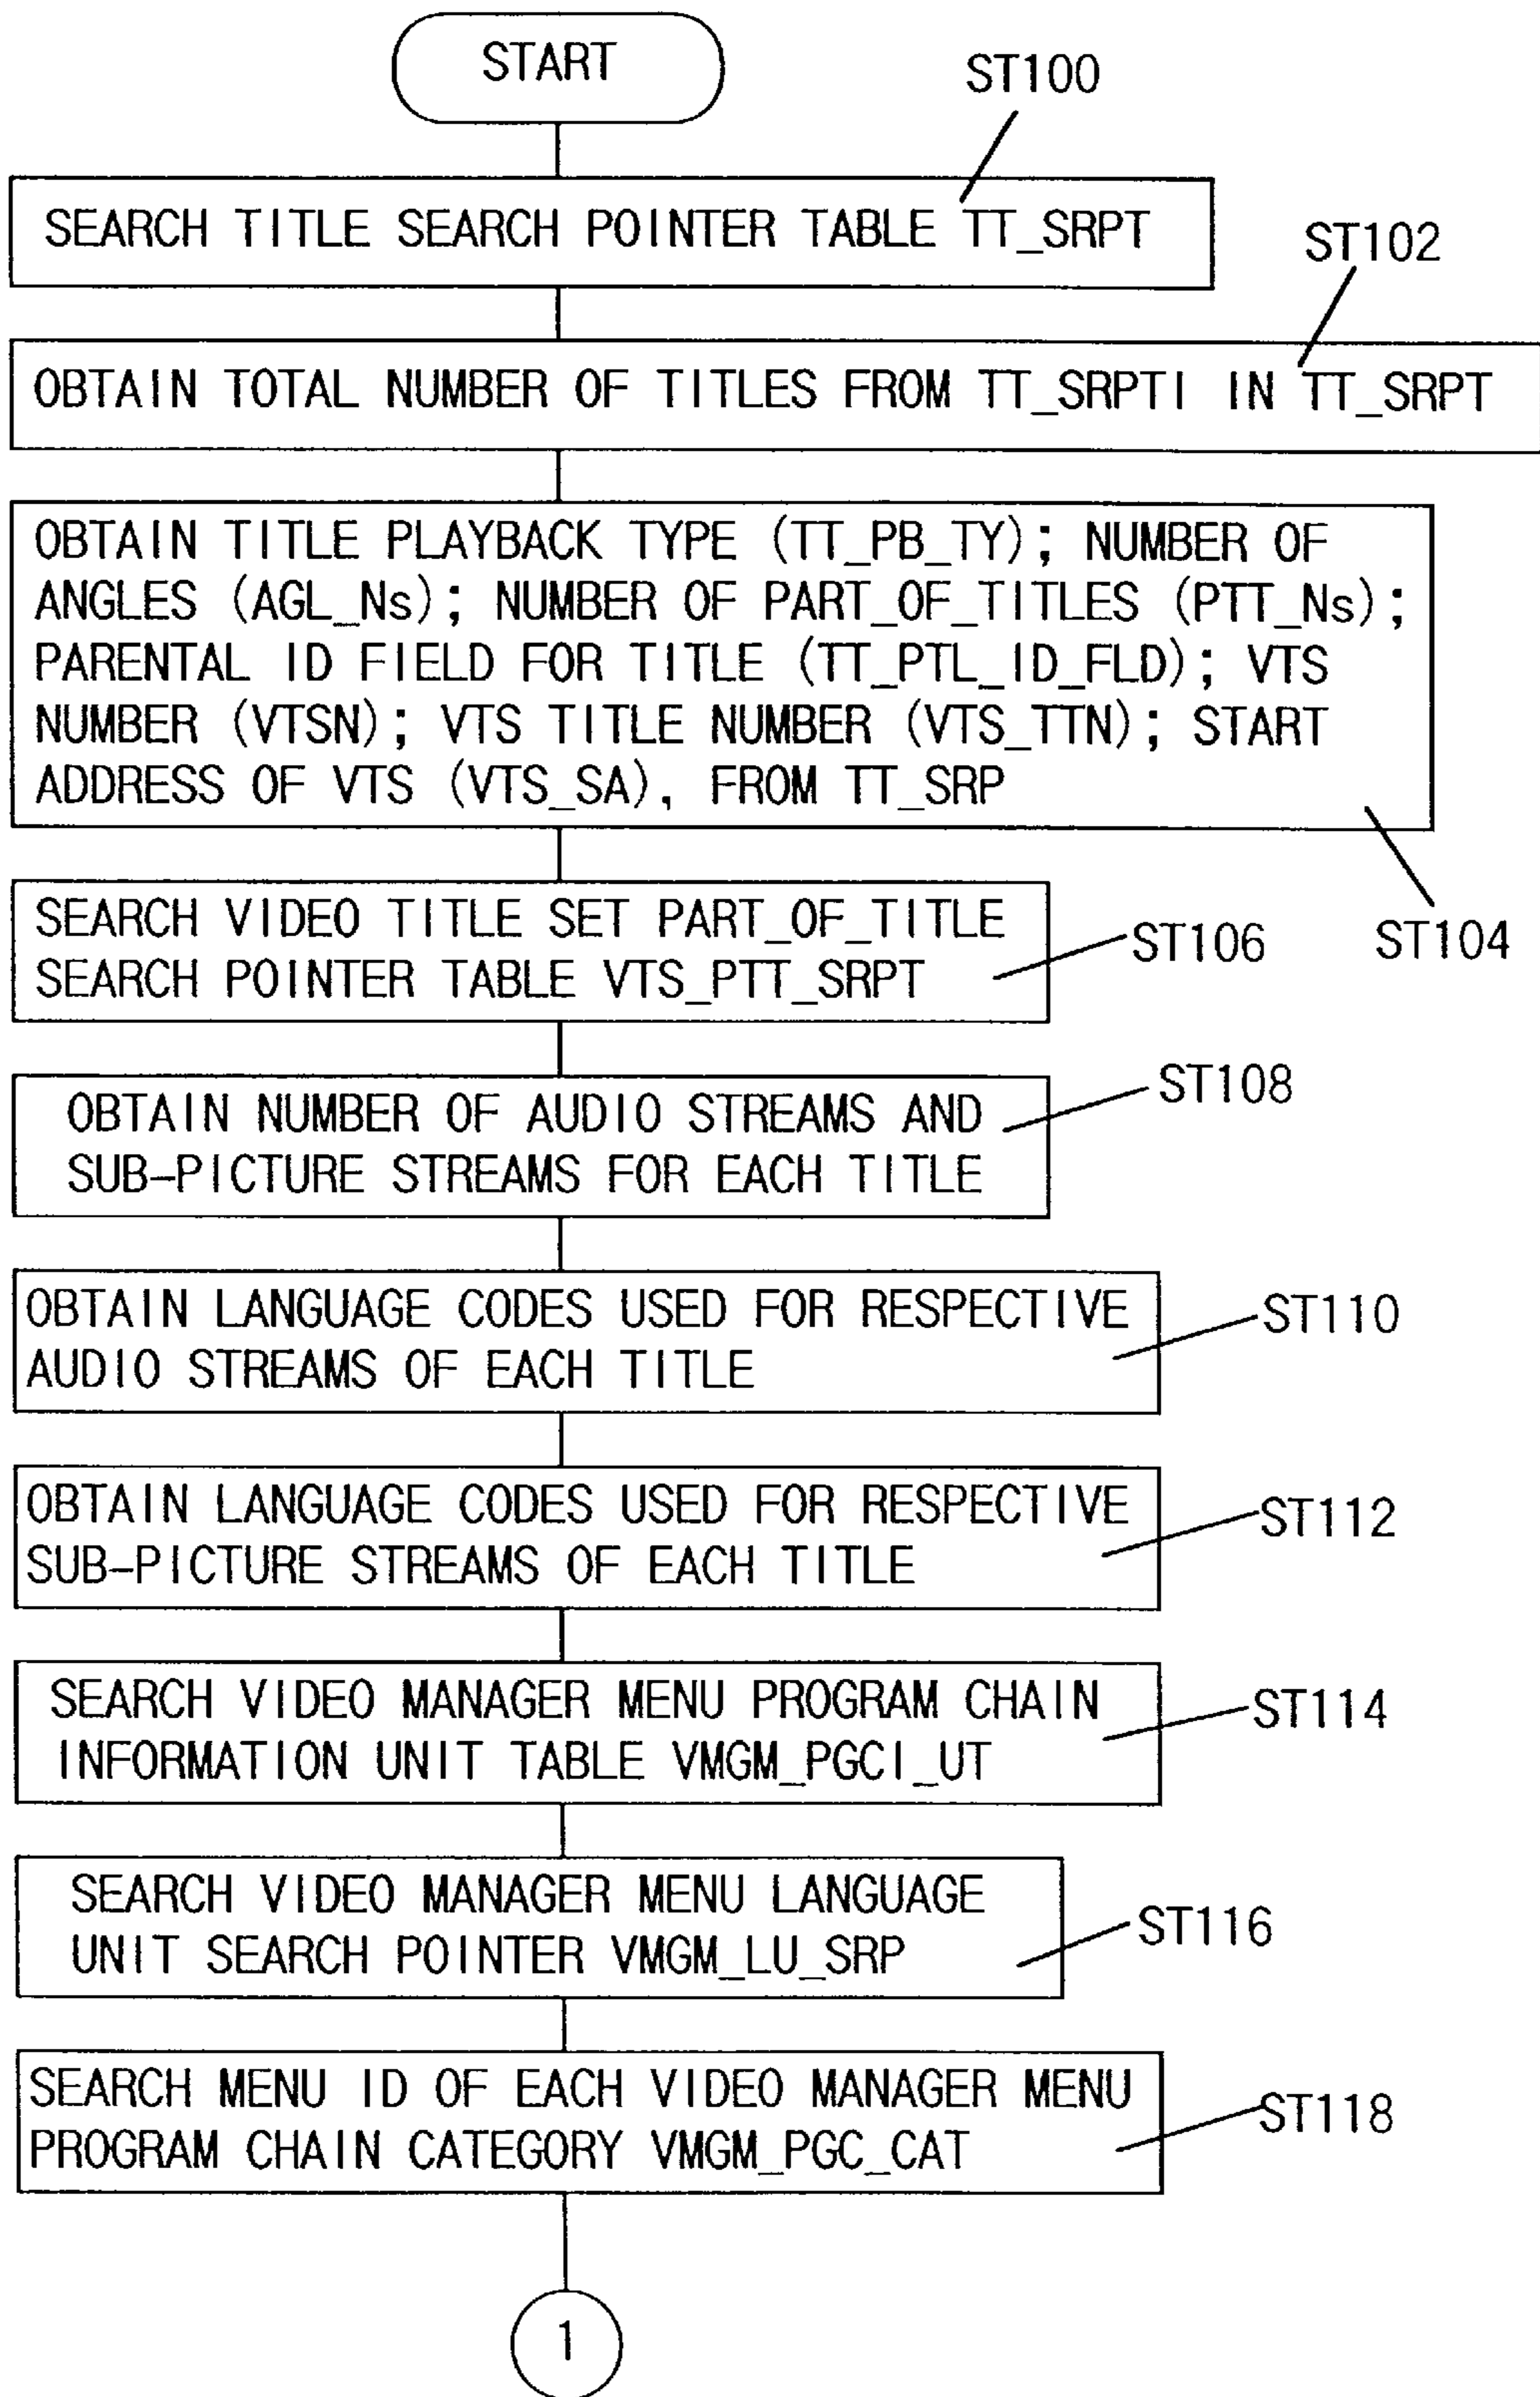 START
ST100
SEARCH TITLE SEARCH POINTER TABLE TT_SRPT
ST102
OBTAIN TOTAL NUMBER OF TITLES FROM TT_SRPTI IN TT_SRPT
OBTAIN TITLE PLAYBACK TYPE (TT_PB_TY); NUMBER OF
ANGLES (AGL_Ns); NUMBER OF PART_OF_TITLES (PTT_Ns);
PARENTAL ID FIELD FOR TITLE (TT_PTL_ID_FLD); VTS
NUMBER (VTSN); VTS TITLE NUMBER (VTS_TTN); START
ADDRESS OF VTS (VTS_SA), FROM TT_SRP
ST104
SEARCH VIDEO TITLE SET PART_OF_TITLE
SEARCH POINTER TABLE VTS_PTT_SRPT
ST106
OBTAIN NUMBER OF AUDIO STREAMS AND
SUB-PICTURE STREAMS FOR EACH TITLE
ST108
OBTAIN LANGUAGE CODES USED FOR RESPECTIVE
AUDIO STREAMS OF EACH TITLE
ST110
OBTAIN LANGUAGE CODES USED FOR RESPECTIVE
SUB-PICTURE STREAMS OF EACH TITLE
ST112
SEARCH VIDEO MANAGER MENU PROGRAM CHAIN
INFORMATION UNIT TABLE VMGM_PGCI_UT
ST114
SEARCH VIDEO MANAGER MENU LANGUAGE
UNIT SEARCH POINTER VMGM_LU_SRP
ST116
SEARCH MENU ID OF EACH VIDEO MANAGER MENU
PROGRAM CHAIN CATEGORY VMGM_PGC_CAT
ST118
1